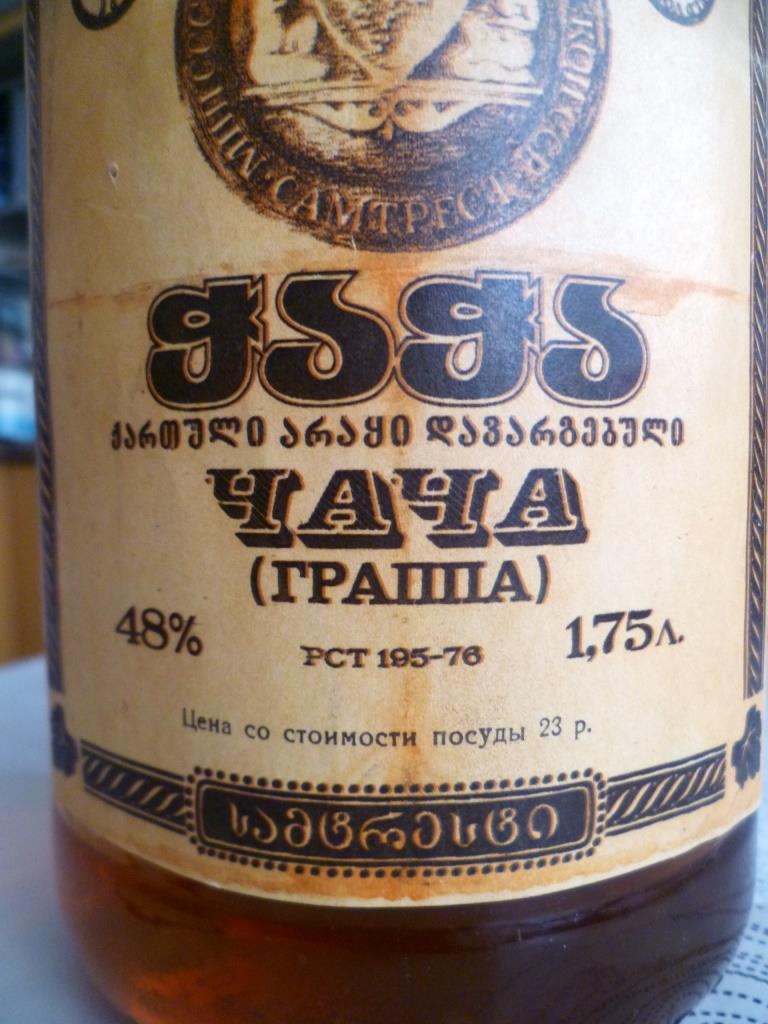 САМТРЕСТ
ჭაჭა
ქართული არაყი დავარგებული
ЧАЧА
(ГРАППА)
48% РСТ 195-76 1,75л.
Цена со стоимости посуды 23 р.
სამტრესტი